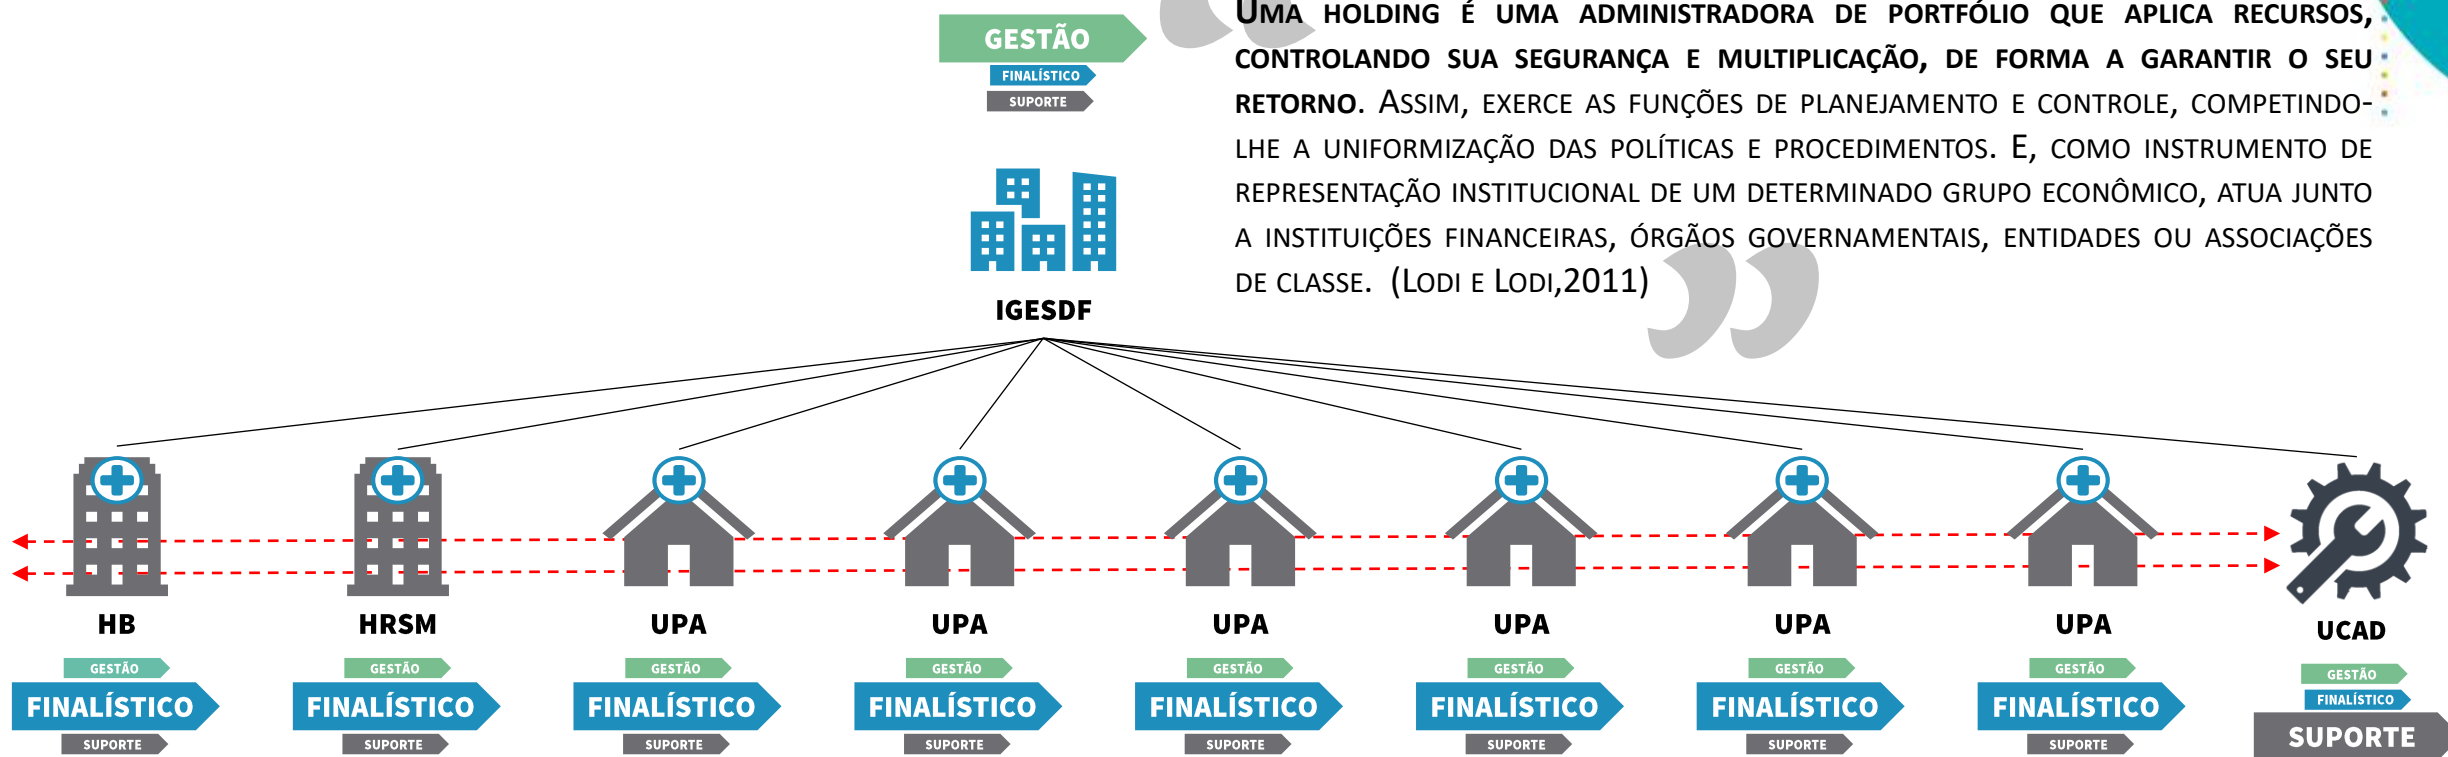 GESTÃO
FINALÍSTICO
SUPORTE
UMA HOLDING É UMA ADMINISTRADORA DE PORTFÓLIO QUE APLICA RECURSOS,
CONTROLANDO SUA SEGURANÇA E MULTIPLICAÇÃO, DE FORMA A GARANTIR O SEU
RETORNO. ASSIM, EXERCE AS FUNÇÕES DE PLANEJAMENTO E CONTROLE, COMPETINDO-
LHE A UNIFORMIZAÇÃO DAS POLÍTICAS E PROCEDIMENTOS. E, COMO INSTRUMENTO DE
REPRESENTAÇÃO INSTITUCIONAL DE UM DETERMINADO GRUPO ECONÔMICO, ATUA JUNTO
A INSTITUIÇÕES FINANCEIRAS, ÓRGÃOS GOVERNAMENTAIS, ENTIDADES OU ASSOCIAÇÕES
DE CLASSE. (LODI E LODI,2011)
IGESDF
HB
GESTÃO
FINALÍSTICO
SUPORTE
HRSM
GESTÃO
FINALÍSTICO
SUPORTE
UPA
GESTÃO
FINALÍSTICO
SUPORTE
UPA
GESTÃO
FINALÍSTICO
SUPORTE
UPA
GESTÃO
FINALÍSTICO
SUPORTE
UPA
GESTÃO
FINALÍSTICO
SUPORTE
UPA
GESTÃO
FINALÍSTICO
SUPORTE
UPA
GESTÃO
FINALÍSTICO
SUPORTE
UCAD
GESTÃO
FINALÍSTICO
SUPORTE